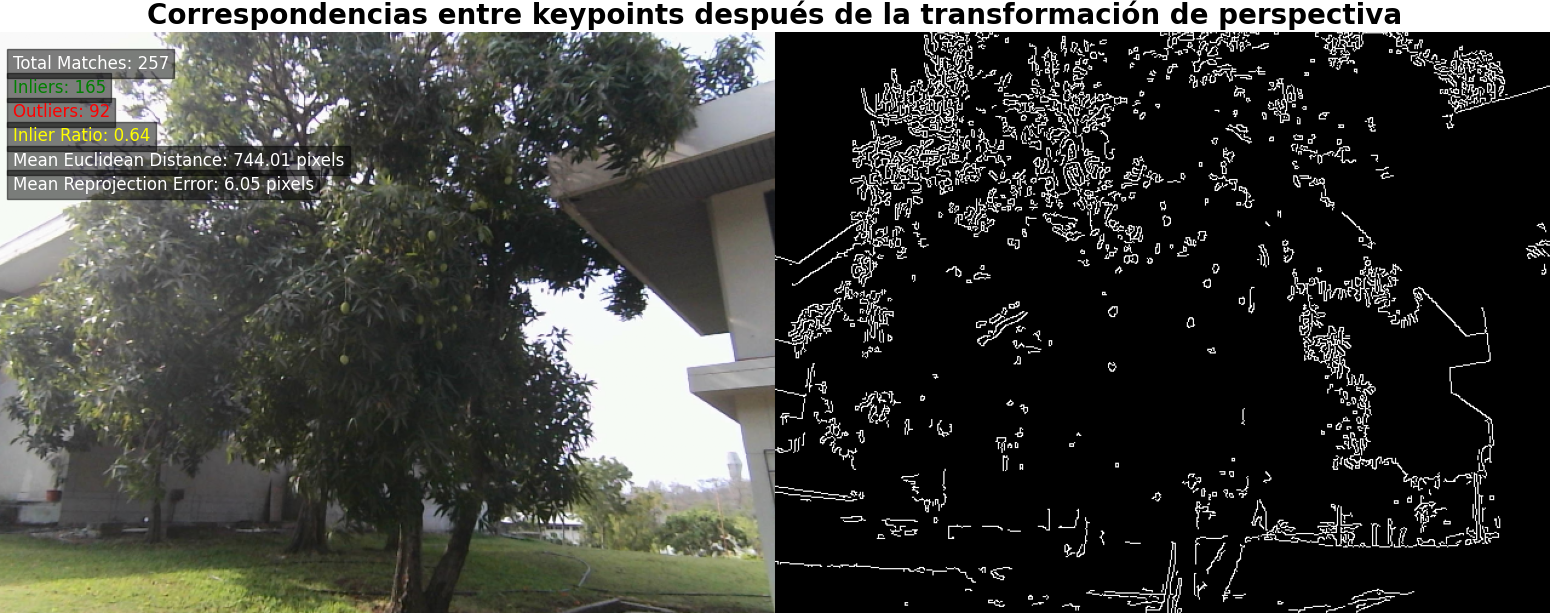 Correspondencias entre keypoints después de la transformación de perspectiva
Total Matches: 257
Inliers: 165
Outliers: 92
Inlier Ratio: 0.64
Mean Euclidean Distance: 744.01 pixels
Mean Reprojection Error: 6.05 pixels